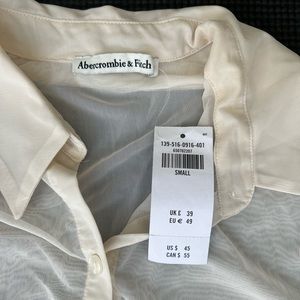 Abercrombie & Fitch
139-516-0916-401
SMALL
UK £ 39
EU € 49
US $ 45
CAN $ 55